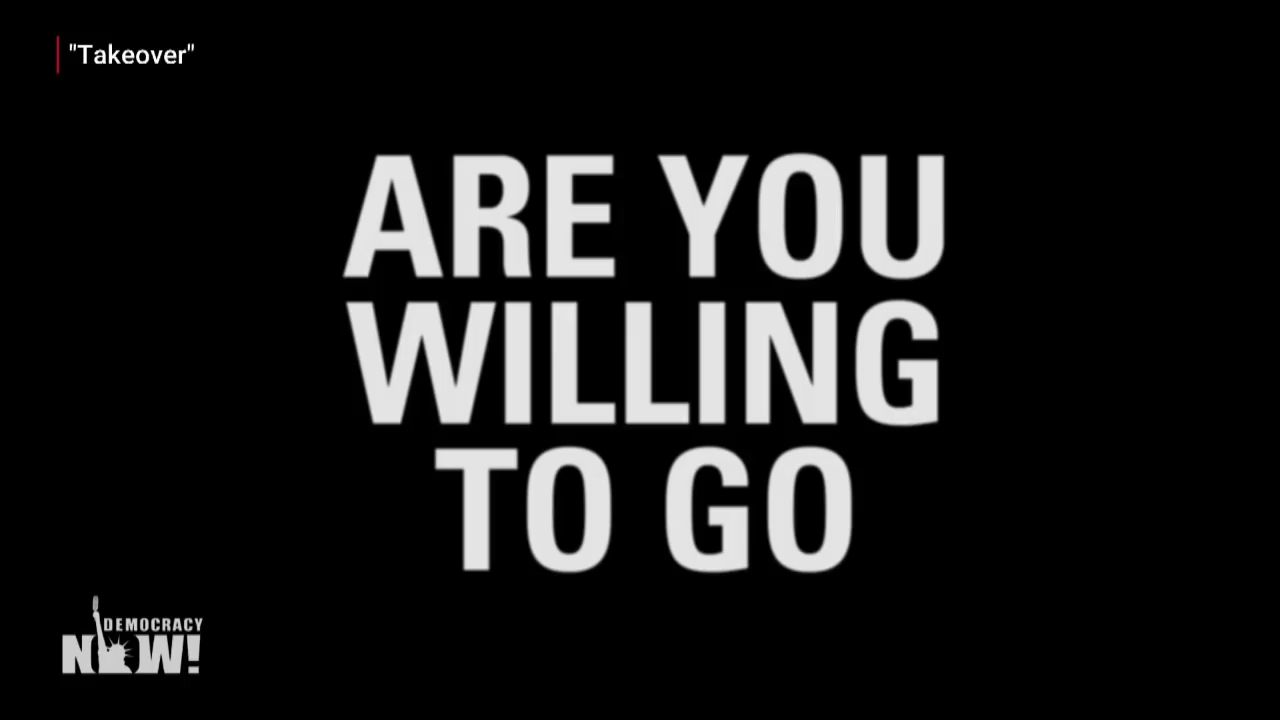 "Takeover"
ARE YOU
WILLING
TO GO
DEMOCRACY
NOW!